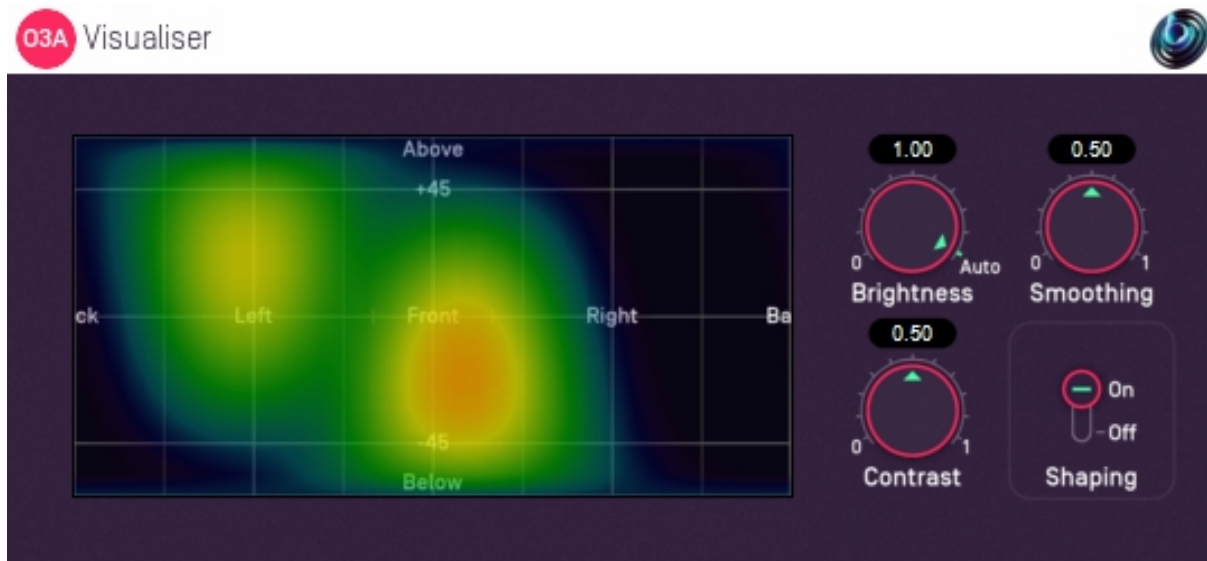 O3A Visualiser
Above
+45
ck Left Front Right Ba
-45
Below
1.00
0 Auto
Brightness
0.50
0 1
Smoothing
0.50
0 1
Contrast
On
Off
Shaping